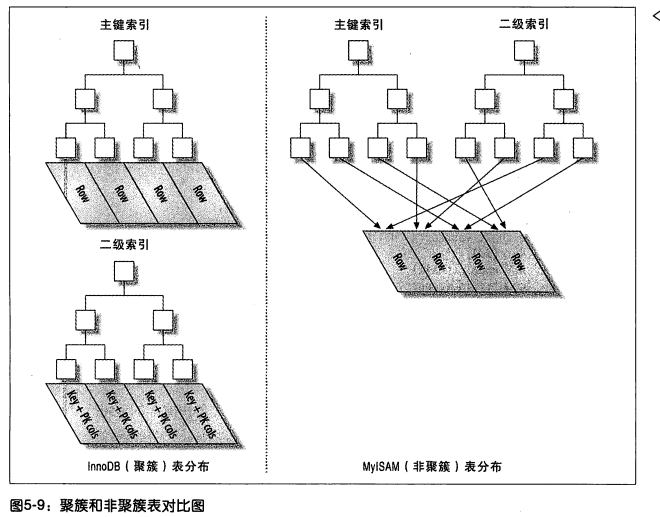 主键索引
Row Row Row Row
二级索引
Key + PK cols Key + PK cols Key + PK cols Key + PK cols
InnoDB（聚簇）表分布
主键索引 二级索引
Row Row Row Row
MyISAM（非聚簇）表分布
图5-9：聚簇和非聚簇表对比图